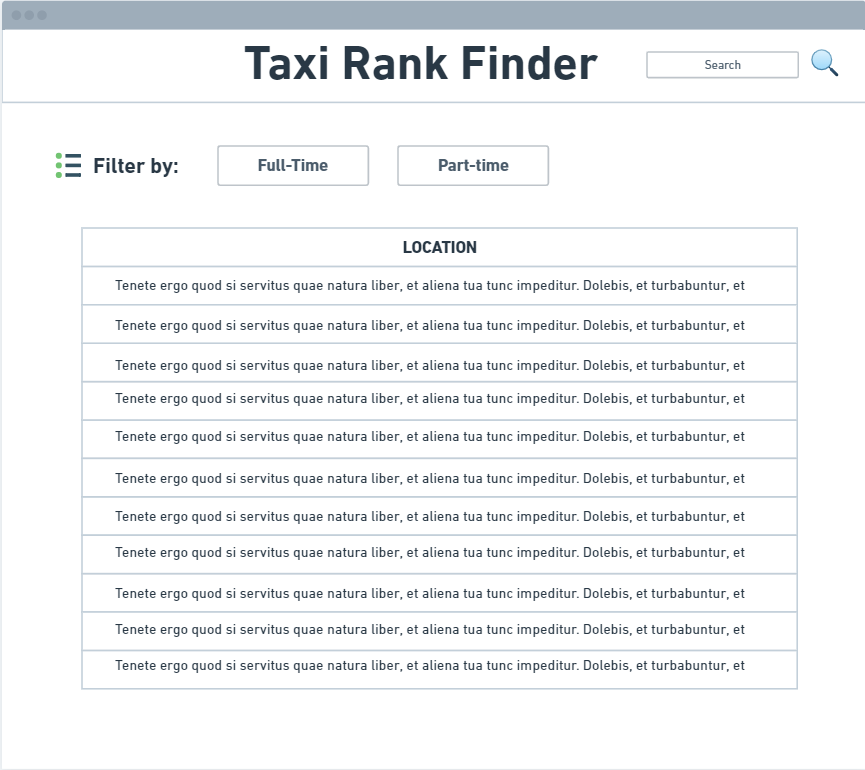 Taxi Rank Finder
Search
Filter by:
Full-Time
Part-time
LOCATION
Tenete ergo quod si servitus quae natura liber, et aliena tua tunc impeditur. Dolebis, et turbabuntur, et
Tenete ergo quod si servitus quae natura liber, et aliena tua tunc impeditur. Dolebis, et turbabuntur, et
Tenete ergo quod si servitus quae natura liber, et aliena tua tunc impeditur. Dolebis, et turbabuntur, et
Tenete ergo quod si servitus quae natura liber, et aliena tua tunc impeditur. Dolebis, et turbabuntur, et
Tenete ergo quod si servitus quae natura liber, et aliena tua tunc impeditur. Dolebis, et turbabuntur, et
Tenete ergo quod si servitus quae natura liber, et aliena tua tunc impeditur. Dolebis, et turbabuntur, et
Tenete ergo quod si servitus quae natura liber, et aliena tua tunc impeditur. Dolebis, et turbabuntur, et
Tenete ergo quod si servitus quae natura liber, et aliena tua tunc impeditur. Dolebis, et turbabuntur, et
Tenete ergo quod si servitus quae natura liber, et aliena tua tunc impeditur. Dolebis, et turbabuntur, et
Tenete ergo quod si servitus quae natura liber, et aliena tua tunc impeditur. Dolebis, et turbabuntur, et
Tenete ergo quod si servitus quae natura liber, et aliena tua tunc impeditur. Dolebis, et turbabuntur, et